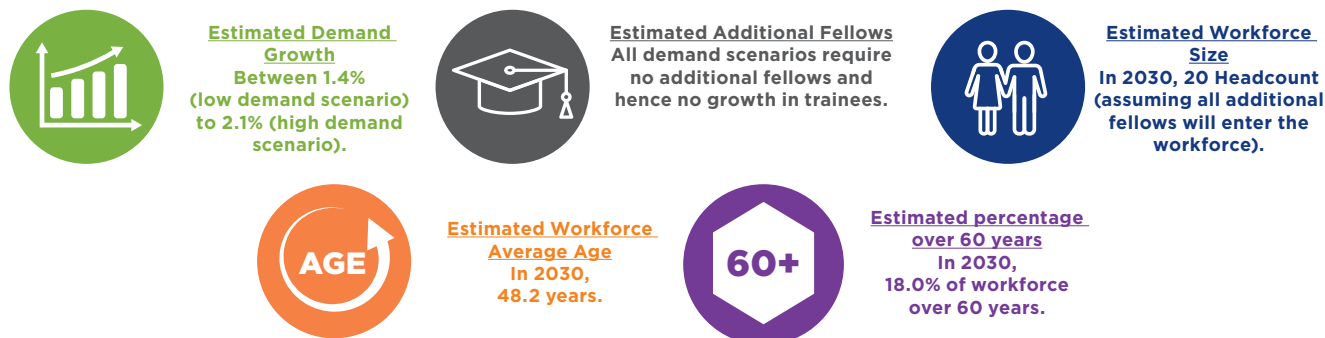 Estimated Demand
Growth
Between 1.4%
(low demand scenario)
to 2.1% (high demand
scenario).
Estimated Additional Fellows
All demand scenarios require
no additional fellows and
hence no growth in trainees.
Estimated Workforce
Size
In 2030, 20 Headcount
(assuming all additional
fellows will enter the
workforce).
AGE
Estimated Workforce
Average Age
In 2030,
48.2 years.
60+
Estimated percentage
over 60 years
In 2030,
18.0% of workforce
over 60 years.